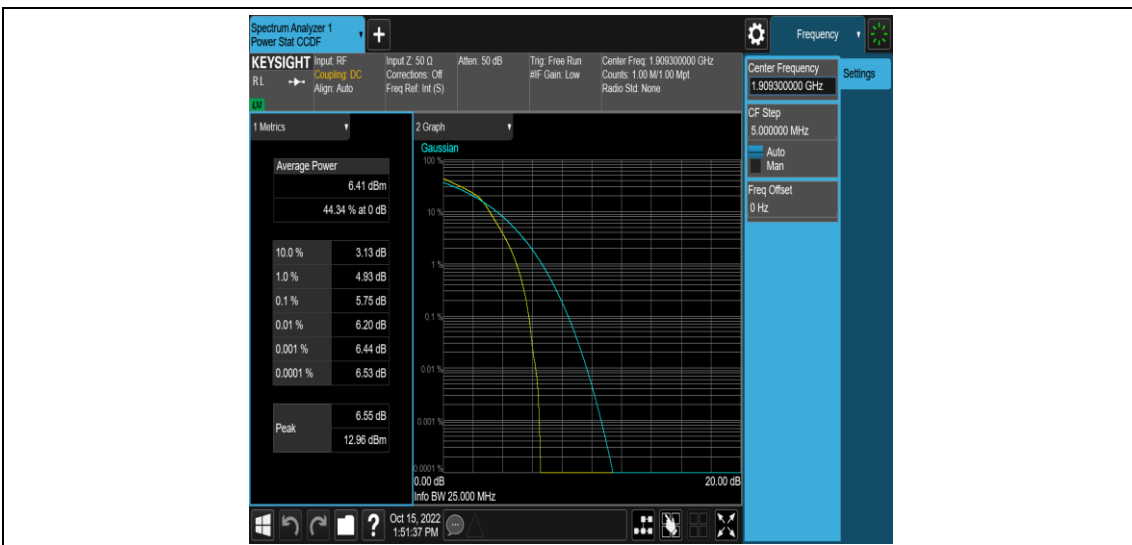 Spectrum Analyzer 1
Power Stat CCDF
+
Frequency
KEYSIGHT
RL
LXI
Input: RF
Coupling: DC
Align: Auto
Input Z: 50 Ω
Corrections: Off
Freq Ref: Int (S)
Atten: 50 dB
Trig: Free Run
#IF Gain: Low
Center Freq: 1.909300000 GHz
Counts: 1.00 M/1.00 Mpt
Radio Std: None
Center Frequency
1.909300000 GHz
Settings
CF Step
5.000000 MHz
Auto
Man
Freq Offset
0 Hz
1 Metrics
Average Power
6.41 dBm
44.34 % at 0 dB
10.0 % 3.13 dB
1.0 % 4.93 dB
0.1 % 5.75 dB
0.01 % 6.20 dB
0.001 % 6.44 dB
0.0001 % 6.53 dB
Peak
6.55 dB
12.96 dBm
2 Graph
Gaussian
100 %
10 %
1 %
0.1 %
0.01 %
0.001 %
0.0001 %
0.00 dB 20.00 dB
Info BW 25.000 MHz
?
Oct 15, 2022
1:51:37 PM